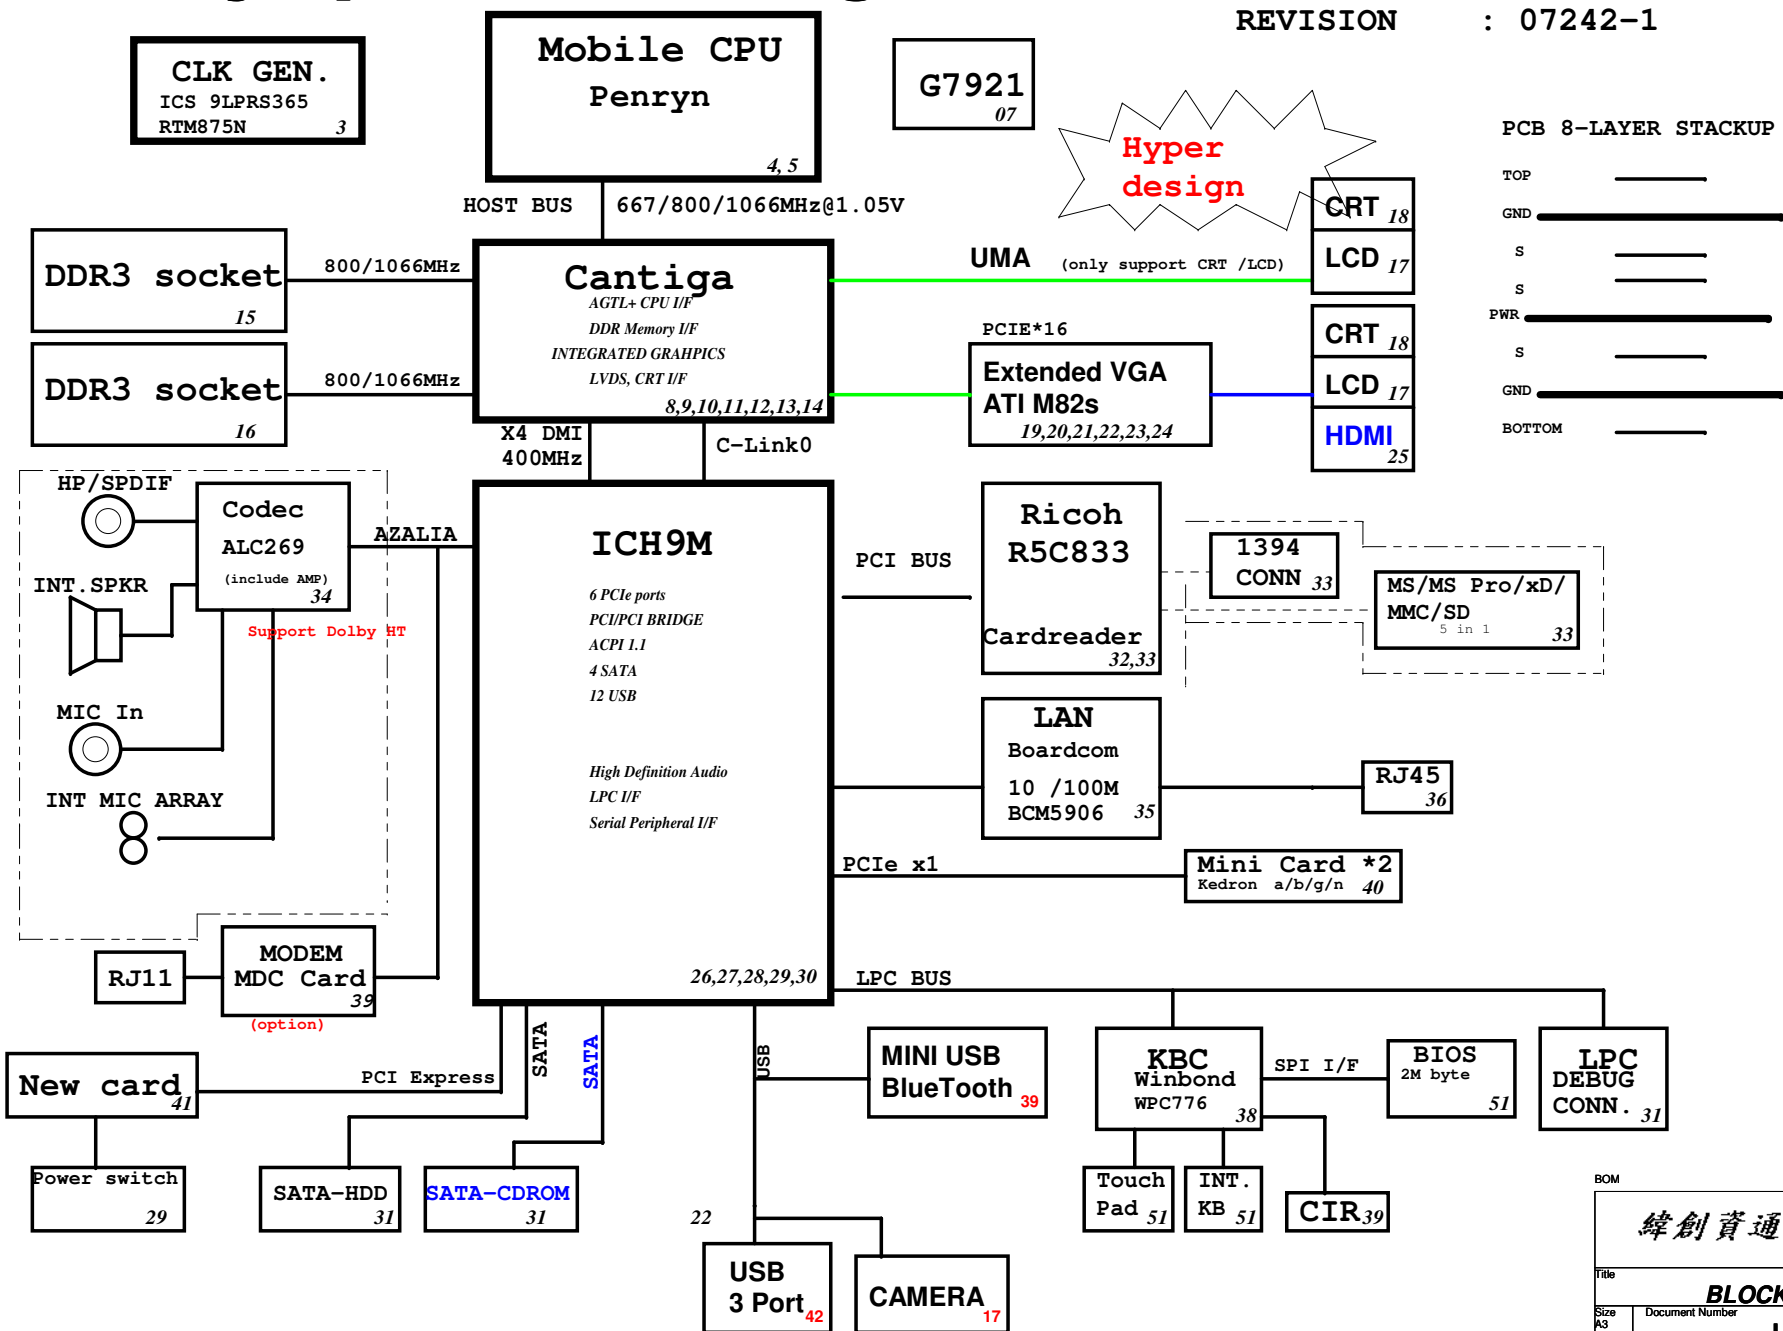 REVISION : 07242-1
CLK GEN.
ICS 9LPRS365
RTM875N 3
Mobile CPU
Penryn
4, 5
G7921
07
Hyper
design
PCB 8-LAYER STACKUP
TOP
GND
S
S
PWR
S
GND
BOTTOM
HOST BUS 667/800/1066MHz@1.05V
DDR3 socket
15
800/1066MHz
DDR3 socket
16
800/1066MHz
Cantiga
AGTL+ CPU I/F
DDR Memory I/F
INTEGRATED GRAHPICS
LVDS, CRT I/F
8,9,10,11,12,13,14
UMA (only support CRT /LCD)
CRT 18
LCD 17
PCIE*16
Extended VGA
ATI M82s
19,20,21,22,23,24
CRT 18
LCD 17
HDMI
25
X4 DMI
400MHz
C-Link0
HP/SPDIF
Codec
ALC269
(include AMP)
34
AZALIA
INT.SPKR
Support Dolby HT
MIC In
INT MIC ARRAY
ICH9M
6 PCIe ports
PCI/PCI BRIDGE
ACPI 1.1
4 SATA
12 USB
High Definition Audio
LPC I/F
Serial Peripheral I/F
26,27,28,29,30
PCI BUS
Ricoh
R5C833
Cardreader
32,33
1394
CONN 33
MS/MS Pro/xD/
MMC/SD
5 in 1
33
LAN
Boardcom
10 /100M
BCM5906 35
RJ45
36
PCIe x1
Mini Card *2
Kedron a/b/g/n 40
RJ11
MODEM
MDC Card
39
(option)
LPC BUS
New card
41
PCI Express
SATA
SATA
USB
MINI USB
BlueTooth 39
KBC
Winbond
WPC776
38
SPI I/F
BIOS
2M byte
51
LPC
DEBUG
CONN.
31
Power switch
29
SATA-HDD
31
SATA-CDROM
31
22
USB
3 Port 42
CAMERA
17
Touch
Pad 51
INT.
KB 51
CIR 39
BOM
緯創資通
Title
BLOCK
Size
A3
Document Number